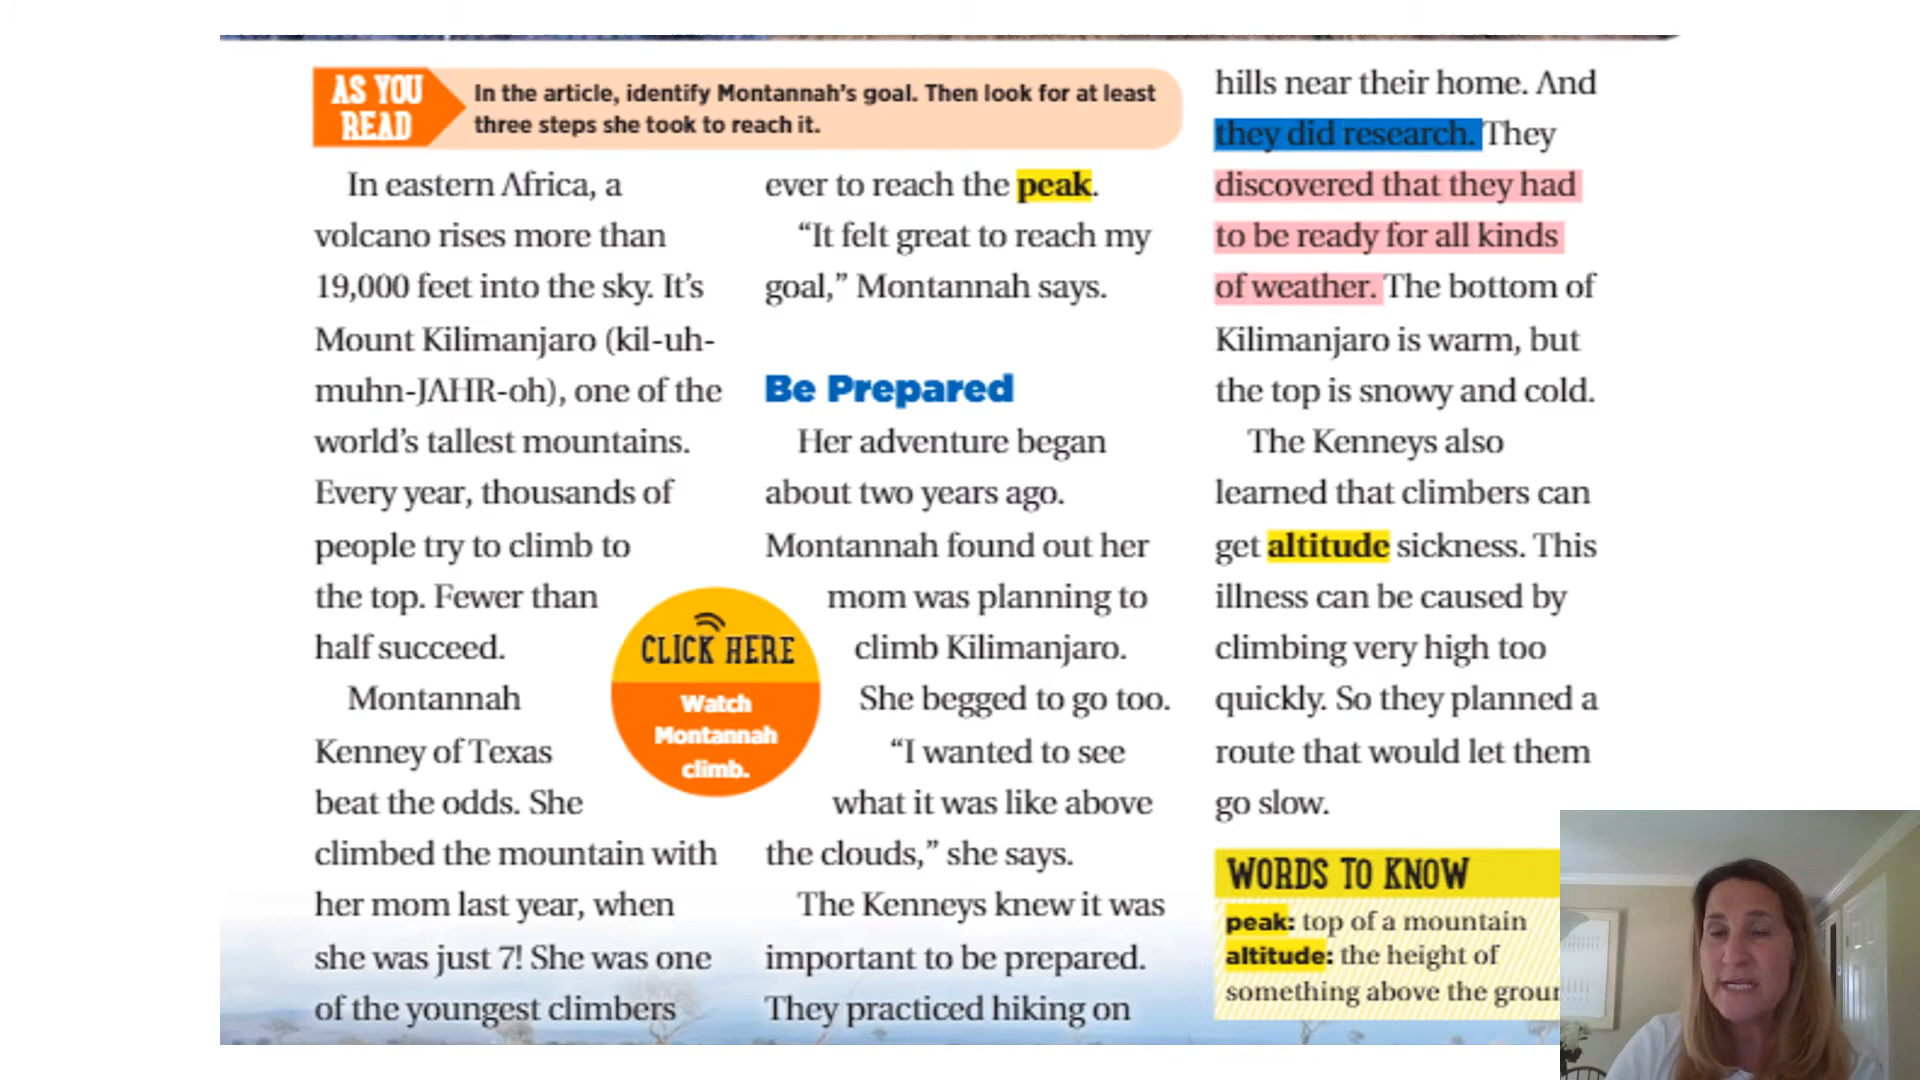 AS YOU
READ
In the article, identify Montannah's goal. Then look for at least
three steps she took to reach it.
In eastern Africa, a
volcano rises more than
19,000 feet into the sky. It's
Mount Kilimanjaro (kil-uh-
muhn-JAHR-oh), one of the
world's tallest mountains.
Every year, thousands of
people try to climb to
the top. Fewer than
half succeed.
Montannah
Kenney of Texas
beat the odds. She
climbed the mountain with
her mom last year, when
she was just 7! She was one
of the youngest climbers
CLICK HERE
Watch
Montannah
climb.
ever to reach the peak.
“It felt great to reach my
goal,” Montannah says.
Be Prepared
Her adventure began
about two years ago.
Montannah found out her
mom was planning to
climb Kilimanjaro.
She begged to go too.
“I wanted to see
what it was like above
the clouds,” she says.
The Kenneys knew it was
important to be prepared.
They practiced hiking on
hills near their home. And
they did research. They
discovered that they had
to be ready for all kinds
of weather. The bottom of
Kilimanjaro is warm, but
the top is snowy and cold.
The Kenneys also
learned that climbers can
get altitude sickness. This
illness can be caused by
climbing very high too
quickly. So they planned a
route that would let them
go slow.
WORDS TO KNOW
peak: top of a mountain
altitude: the height of
something above the